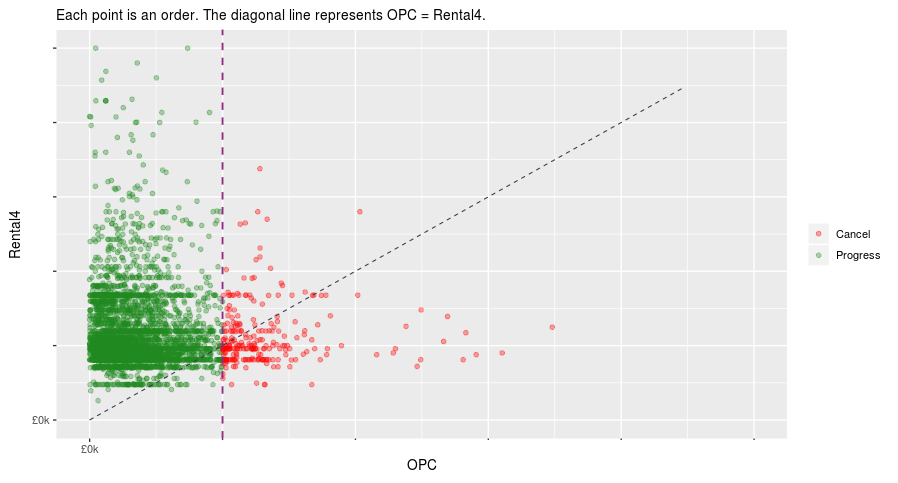 Each point is an order. The diagonal line represents OPC = Rental4.
Rental4
£0k
£0k
OPC
Cancel
Progress